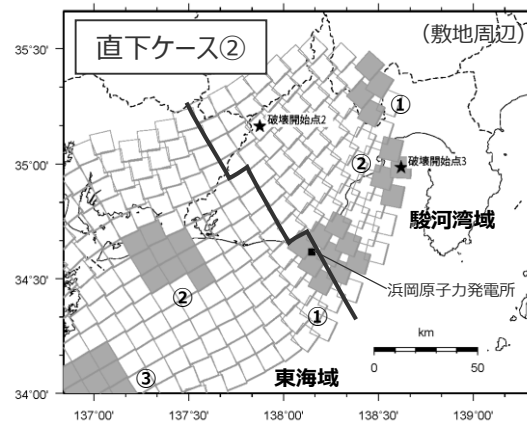 直下ケース②
(敷地周辺)
35°30'
①
★破壊開始点2
35°00'
②
★破壊開始点3
駿河湾域
34°30'
浜岡原子力発電所
②
①
km
③
東海域
0
50
34°00'
137°00'
137°30'
138°00'
138°30'
139°00'